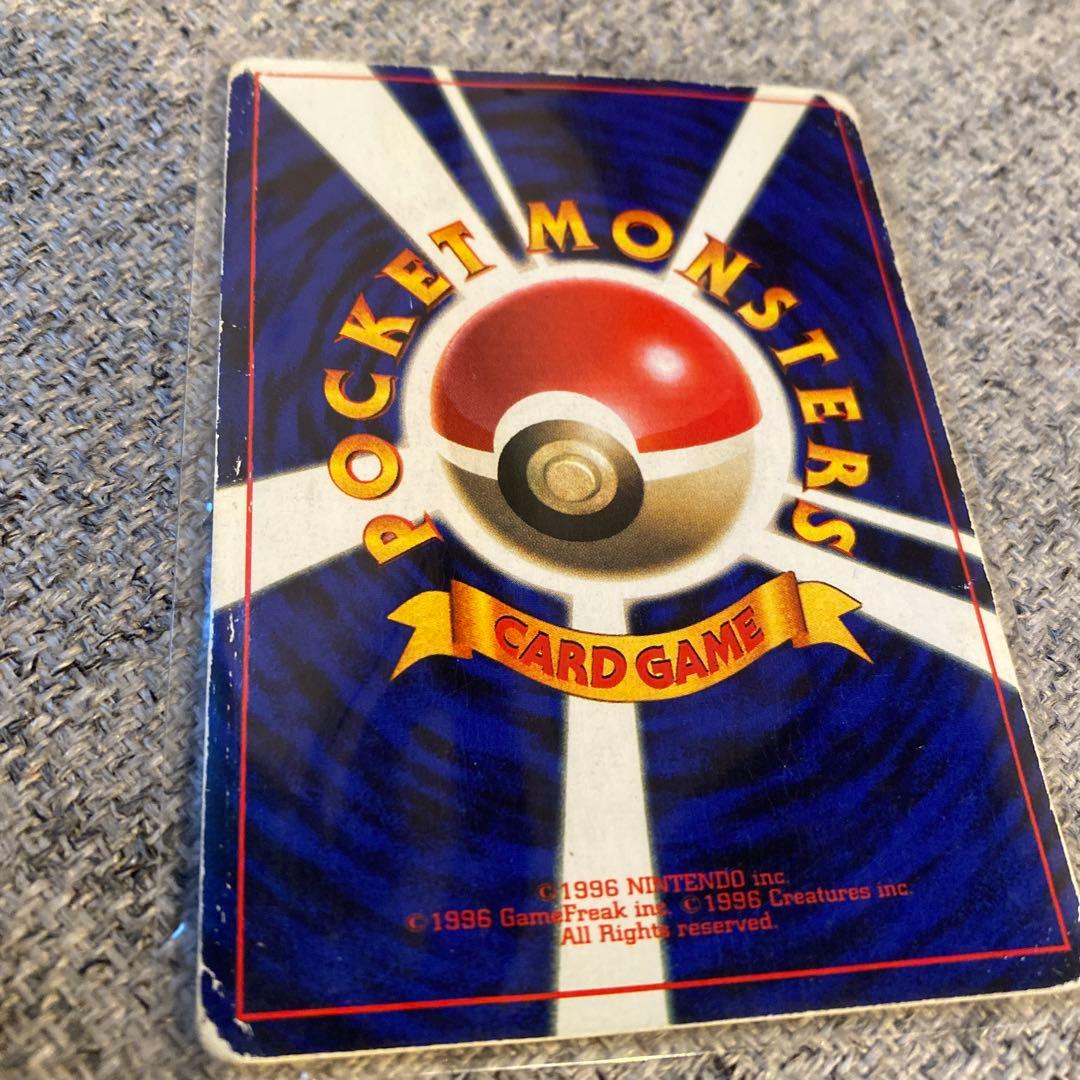 POCKET MONSTERS
CARD GAME
©1996 NINTENDO inc.
©1996 GameFreak inc. ©1996 Creatures inc.
All Rights reserved.